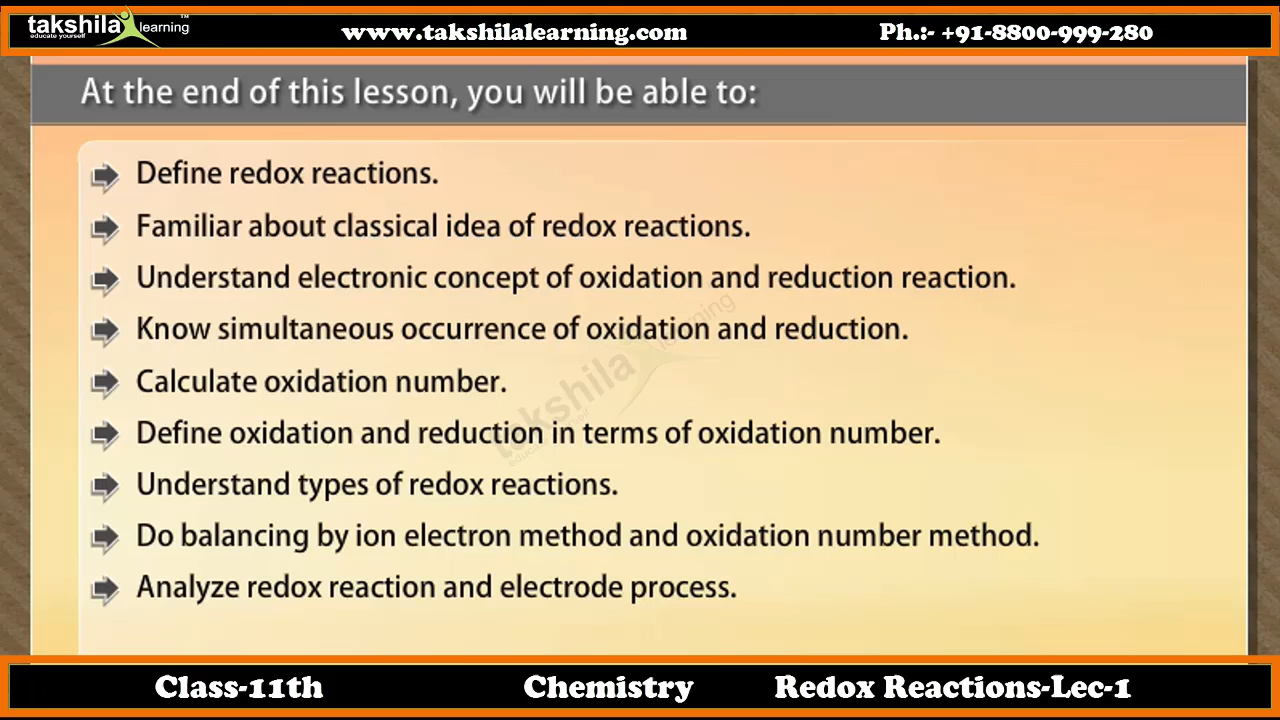 takshila learning
TM
educate yourself
www.takshilalearning.com
Ph.:- +91-8800-999-280
At the end of this lesson, you will be able to:
Define redox reactions.
Familiar about classical idea of redox reactions.
Understand electronic concept of oxidation and reduction reaction.
Know simultaneous occurrence of oxidation and reduction.
Calculate oxidation number.
Define oxidation and reduction in terms of oxidation number.
Understand types of redox reactions.
Do balancing by ion electron method and oxidation number method.
Analyze redox reaction and electrode process.
takshila learning
Class-11th
Chemistry
Redox Reactions-Lec-1